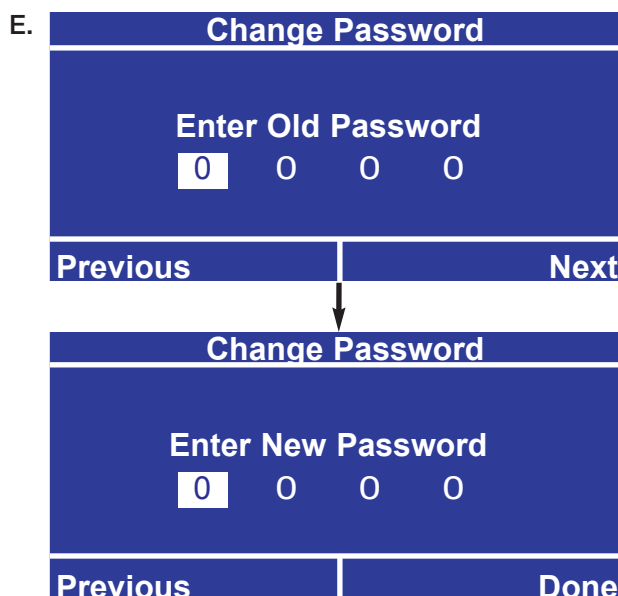 E.
Change Password
Enter Old Password
0 0 0 0
Previous Next
Change Password
Enter New Password
0 0 0 0
Previous Done